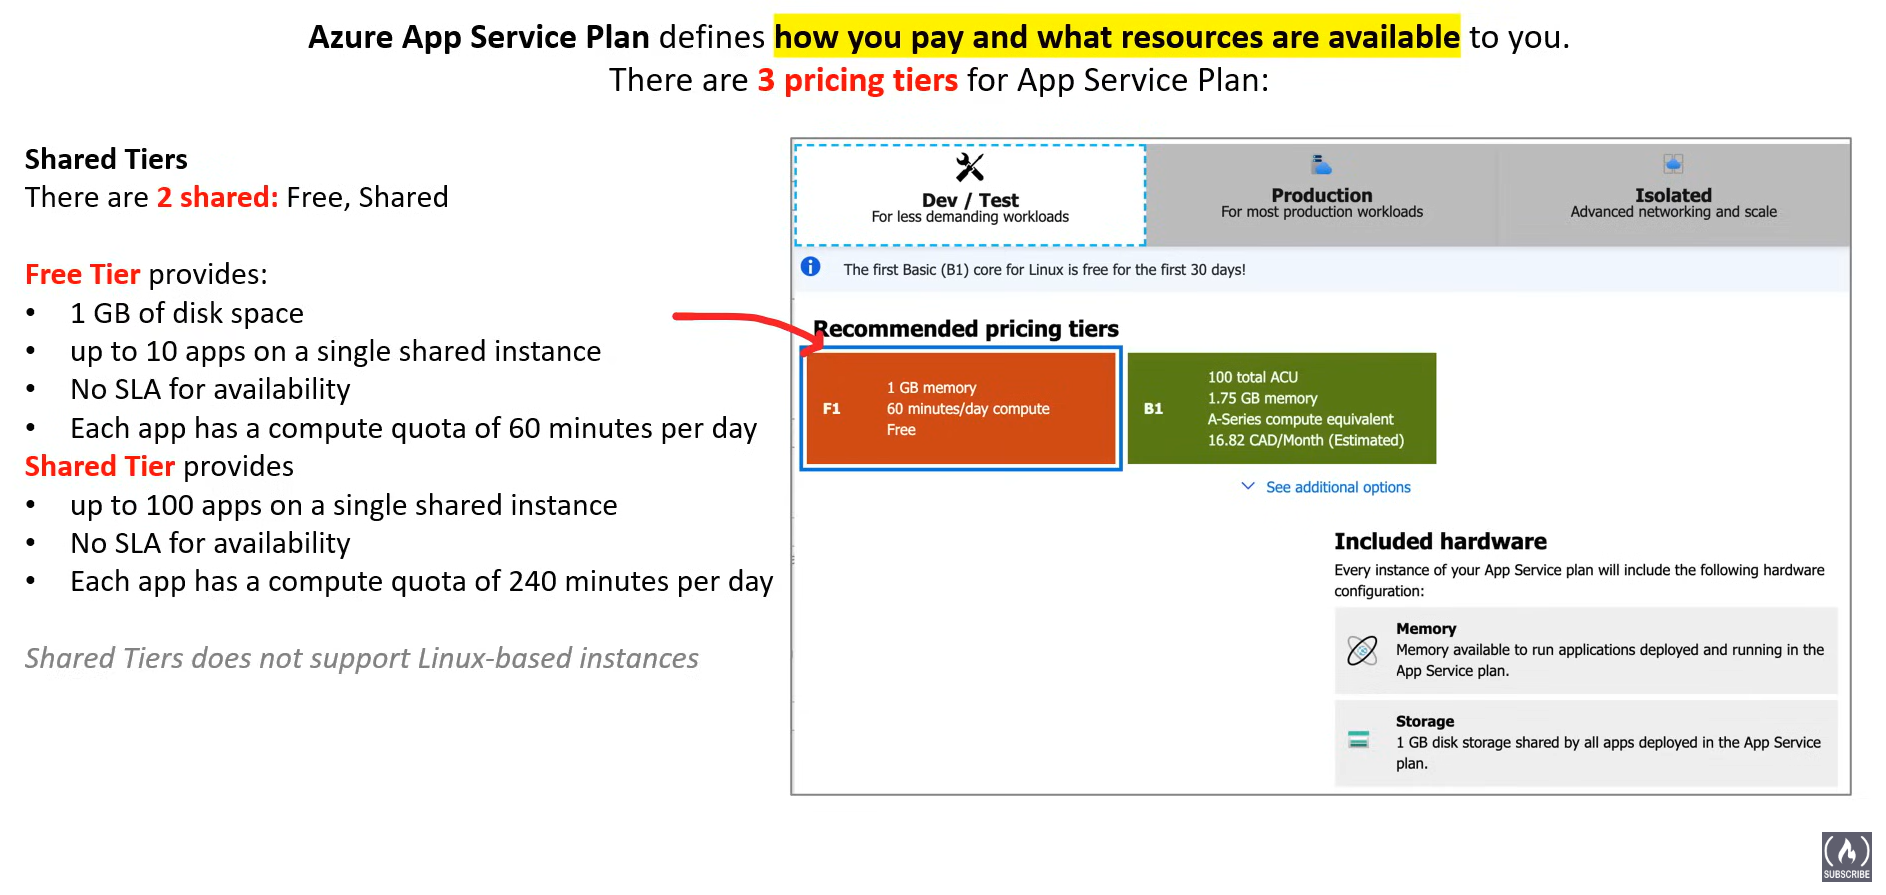 Azure App Service Plan defines how you pay and what resources are available to you.
There are 3 pricing tiers for App Service Plan:
Shared Tiers
There are 2 shared: Free, Shared
Free Tier provides:
• 1 GB of disk space
• up to 10 apps on a single shared instance
• No SLA for availability
• Each app has a compute quota of 60 minutes per day
Shared Tier provides
• up to 100 apps on a single shared instance
• No SLA for availability
• Each app has a compute quota of 240 minutes per day
Shared Tiers does not support Linux-based instances
Dev / Test
For less demanding workloads
Production
For most production workloads
Isolated
Advanced networking and scale
The first Basic (B1) core for Linux is free for the first 30 days!
Recommended pricing tiers
F1
1 GB memory
60 minutes/day compute
Free
B1
100 total ACU
1.75 GB memory
A-Series compute equivalent
16.82 CAD/Month (Estimated)
See additional options
Included hardware
Every instance of your App Service plan will include the following hardware
configuration:
Memory
Memory available to run applications deployed and running in the
App Service plan.
Storage
1 GB disk storage shared by all apps deployed in the App Service
plan.
SUBSCRIBE